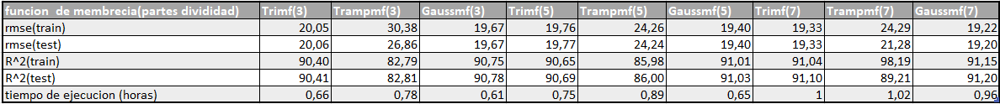 funcion de membrecia(partes dividida) Trimf(3) Trampmf(3) Gaussmf(3) Trimf(5) Trampmf(5) Gaussmf(5) Trimf(7) Trampmf(7) Gaussmf(7)
rmse(train) 20,05 30,38 19,67 19,76 24,26 19,40 19,33 24,29 19,22
rmse(test) 20,06 26,86 19,67 19,77 24,24 19,40 19,33 21,28 19,20
R^2(train) 90,40 82,79 90,75 90,65 85,98 91,01 91,04 98,19 91,15
R^2(test) 90,41 82,81 90,78 90,69 86,00 91,03 91,10 89,21 91,20
tiempo de ejecucion (horas) 0,66 0,78 0,61 0,75 0,89 0,65 1 1,02 0,96